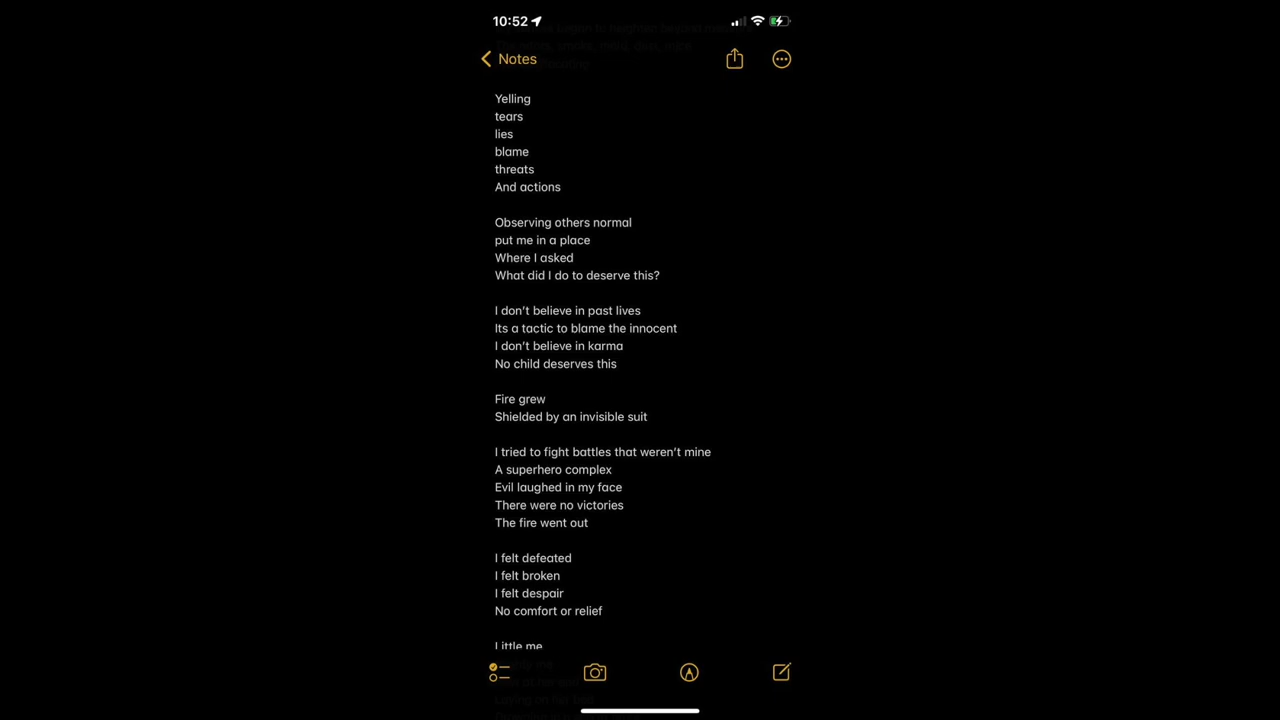 10:52
Notes
Yelling
tears
lies
blame
threats
And actions
Observing others normal
put me in a place
Where I asked
What did I do to deserve this?
I don't believe in past lives
Its a tactic to blame the innocent
I don't believe in karma
No child deserves this
Fire grew
Shielded by an invisible suit
I tried to fight battles that weren't mine
A superhero complex
Evil laughed in my face
There were no victories
The fire went out
I felt defeated
I felt broken
I felt despair
No comfort or relief
Little me